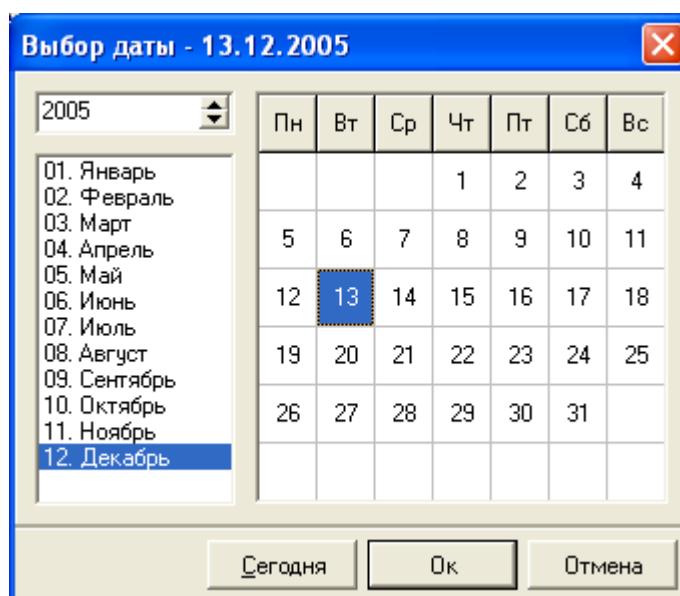 Выбор даты - 13.12.2005
2005
01. Январь
02. Февраль
03. Март
04. Апрель
05. Май
06. Июнь
07. Июль
08. Август
09. Сентябрь
10. Октябрь
11. Ноябрь
12. Декабрь
Пн Вт Ср Чт Пт Сб Вс
1 2 3 4
5 6 7 8 9 10 11
12 13 14 15 16 17 18
19 20 21 22 23 24 25
26 27 28 29 30 31
Сегодня Ок Отмена